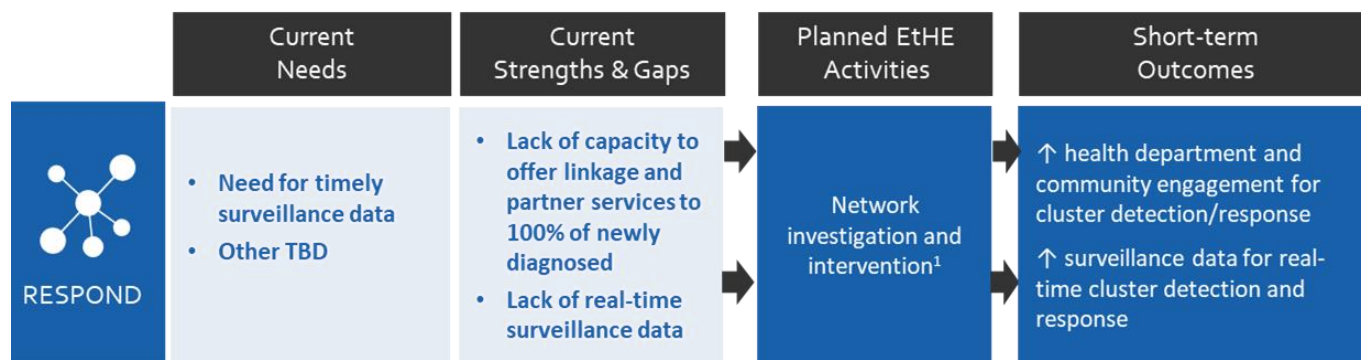 Current
Needs
Current
Strengths & Gaps
Planned EtHE
Activities
Short-term
Outcomes
RESPOND
• Need for timely
surveillance data
• Other TBD
• Lack of capacity to
offer linkage and
partner services to
100% of newly
diagnosed
• Lack of real-time
surveillance data
Network
investigation and
intervention¹
↑ health department and
community engagement for
cluster detection/response
↑ surveillance data for real-
time cluster detection and
response